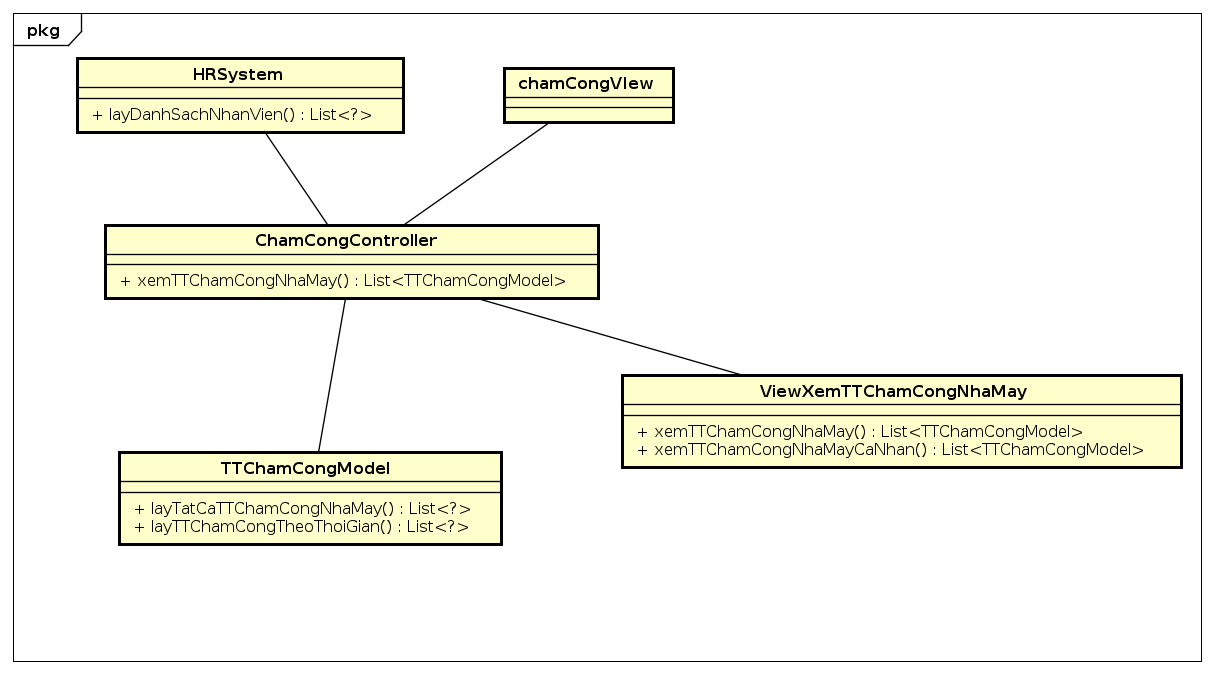 pkg
HRSystem
+ layDanhSachNhanVien() : List<?>
chamCongVIew
ChamCongController
+ xemTTChamCongNhaMay() : List<TTChamCongModel>
ViewXemTTChamCongNhaMay
+ xemTTChamCongNhaMay() : List<TTChamCongModel>
+ xemTTChamCongNhaMayCaNhan() : List<TTChamCongModel>
TTChamCongModel
+ layTatCaTTChamCongNhaMay() : List<?>
+ layTTChamCongTheoThoiGian() : List<?>